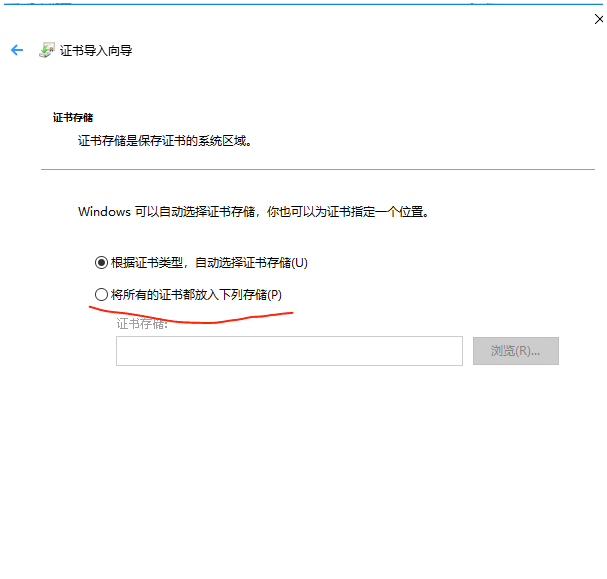 证书导入向导
证书存储
证书存储是保存证书的系统区域。
Windows 可以自动选择证书存储，你也可以为证书指定一个位置。
根据证书类型，自动选择证书存储(U)
将所有的证书都放入下列存储(P)
证书存储:
浏览(R)...